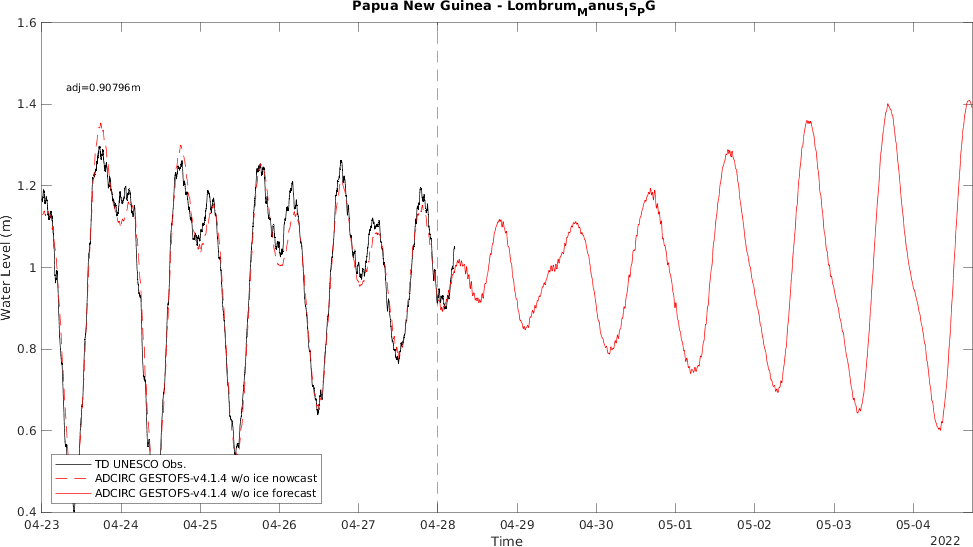 Papua New Guinea - LombrumManusIsPG
1.6
adj=0.90796m
1.4
1.2
1
0.8
0.6
0.4
Water Level (m)
TD UNESCO Obs.
ADCIRC GESTOFS-v4.1.4 w/o ice nowcast
ADCIRC GESTOFS-v4.1.4 w/o ice forecast
04-23 04-24 04-25 04-26 04-27 04-28 04-29 04-30 05-01 05-02 05-03 05-04
Time
2022